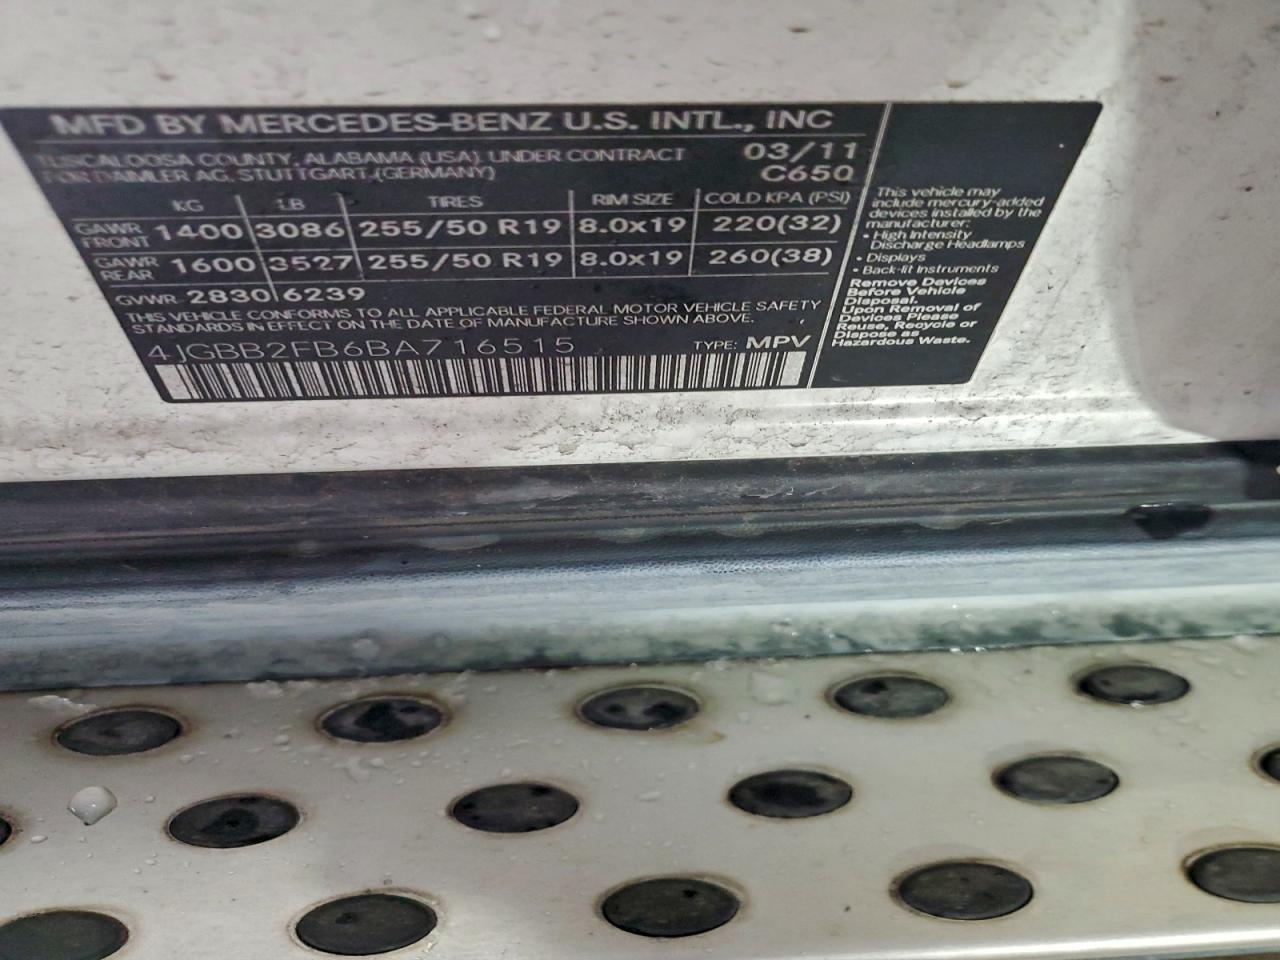 MFD BY MERCEDES-BENZ U.S. INTL., INC
TUSCALOOSA COUNTY, ALABAMA (USA) UNDER CONTRACT 03/11
FOR DAIMLER AG, STUTTGART (GERMANY) C650
KG LB TIRES RIM SIZE COLD KPA (PSI)
GAWR FRONT 1400 3086 255/50 R19 8.0x19 220(32)
GAWR REAR 1600 3527 255/50 R19 8.0x19 260(38)
GVWR 2830 6239
THIS VEHICLE CONFORMS TO ALL APPLICABLE FEDERAL MOTOR VEHICLE SAFETY
STANDARDS IN EFFECT ON THE DATE OF MANUFACTURE SHOWN ABOVE.
4JGBB2FB6BA716515 TYPE: MPV
This vehicle may
include mercury-added
devices installed by the
manufacturer:
• High Intensity
Discharge Headlamps
• Displays
• Back-lit Instruments
Remove Devices
Before Vehicle
Disposal.
Upon Removal of
Devices Please
Reuse, Recycle or
Dispose as
Hazardous Waste.